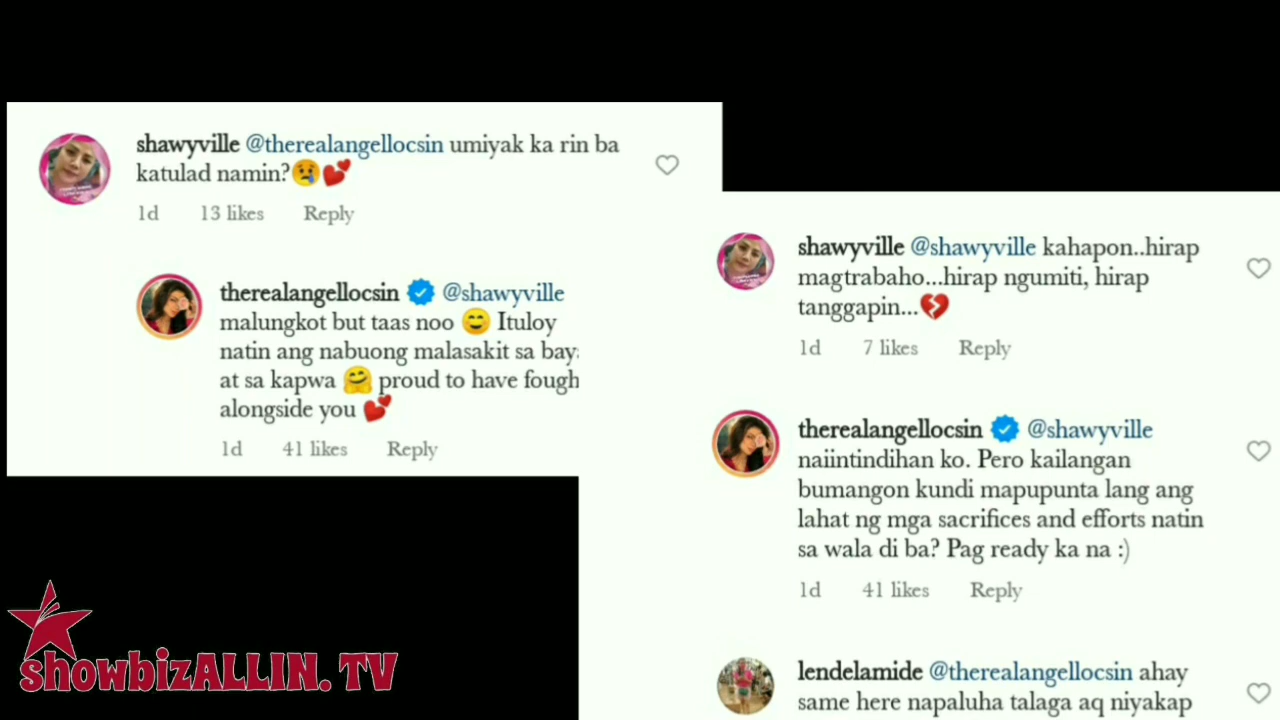 shawyville @therealangellocsin umiyak ka rin ba
katulad namin?😢💕
1d 13 likes Reply
therealangellocsin @shawyville
malungkot but taas noo 😊 Ituloy
natin ang nabuong malasakit sa bay
at sa kapwa 🤗 proud to have fough
alongside you 💕
1d 41 likes Reply
shawyville @shawyville kahapon..hirap
magtrabaho...hirap ngumiti, hirap
tanggapin...💔
1d 7 likes Reply
therealangellocsin @shawyville
naiintindihan ko. Pero kailangan
bumangon kundi mapupunta lang ang
lahat ng mga sacrifices and efforts natin
sa wala di ba? Pag ready ka na :)
1d 41 likes Reply
lendelamide @therealangellocsin ahay
same here napaluha talaga aq niyakap
showbizALLIN.TV